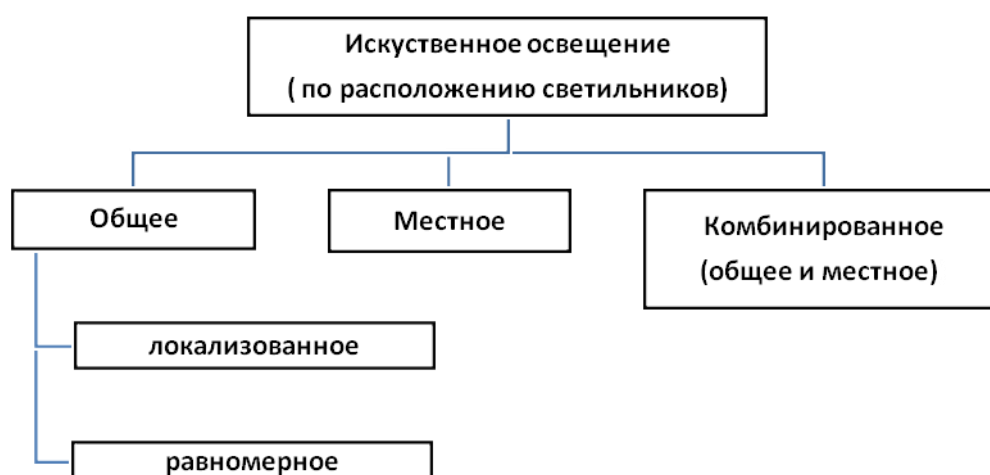 Искуственное освещение
( по расположению светильников)
Общее
Местное
Комбинированное
(общее и местное)
локализованное
равномерное